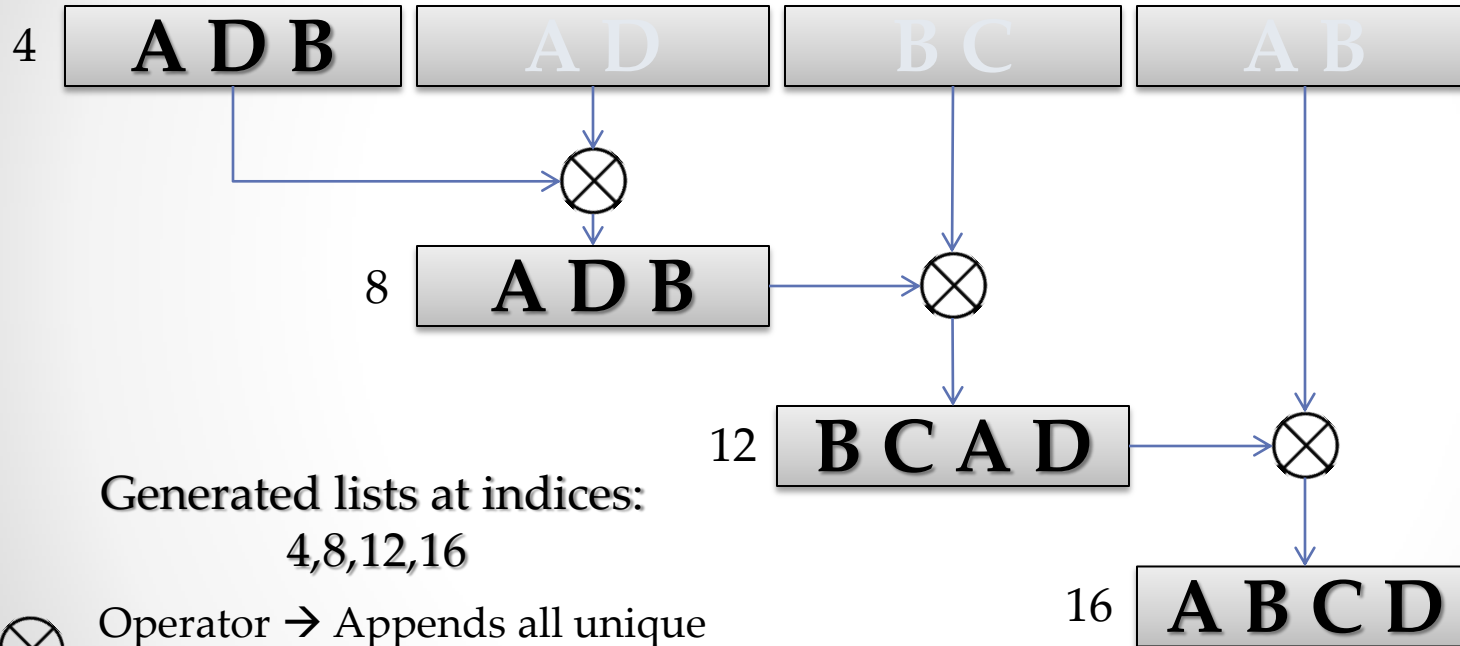 4 A D B A D B C A B
8 A D B
12 B C A D
Generated lists at indices:
4,8,12,16
16 A B C D
Operator → Appends all unique